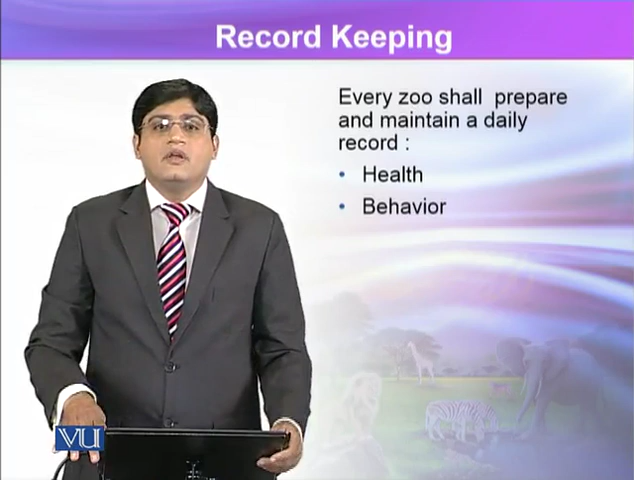 Record Keeping
Every zoo shall prepare
and maintain a daily
record :
• Health
• Behavior
VU